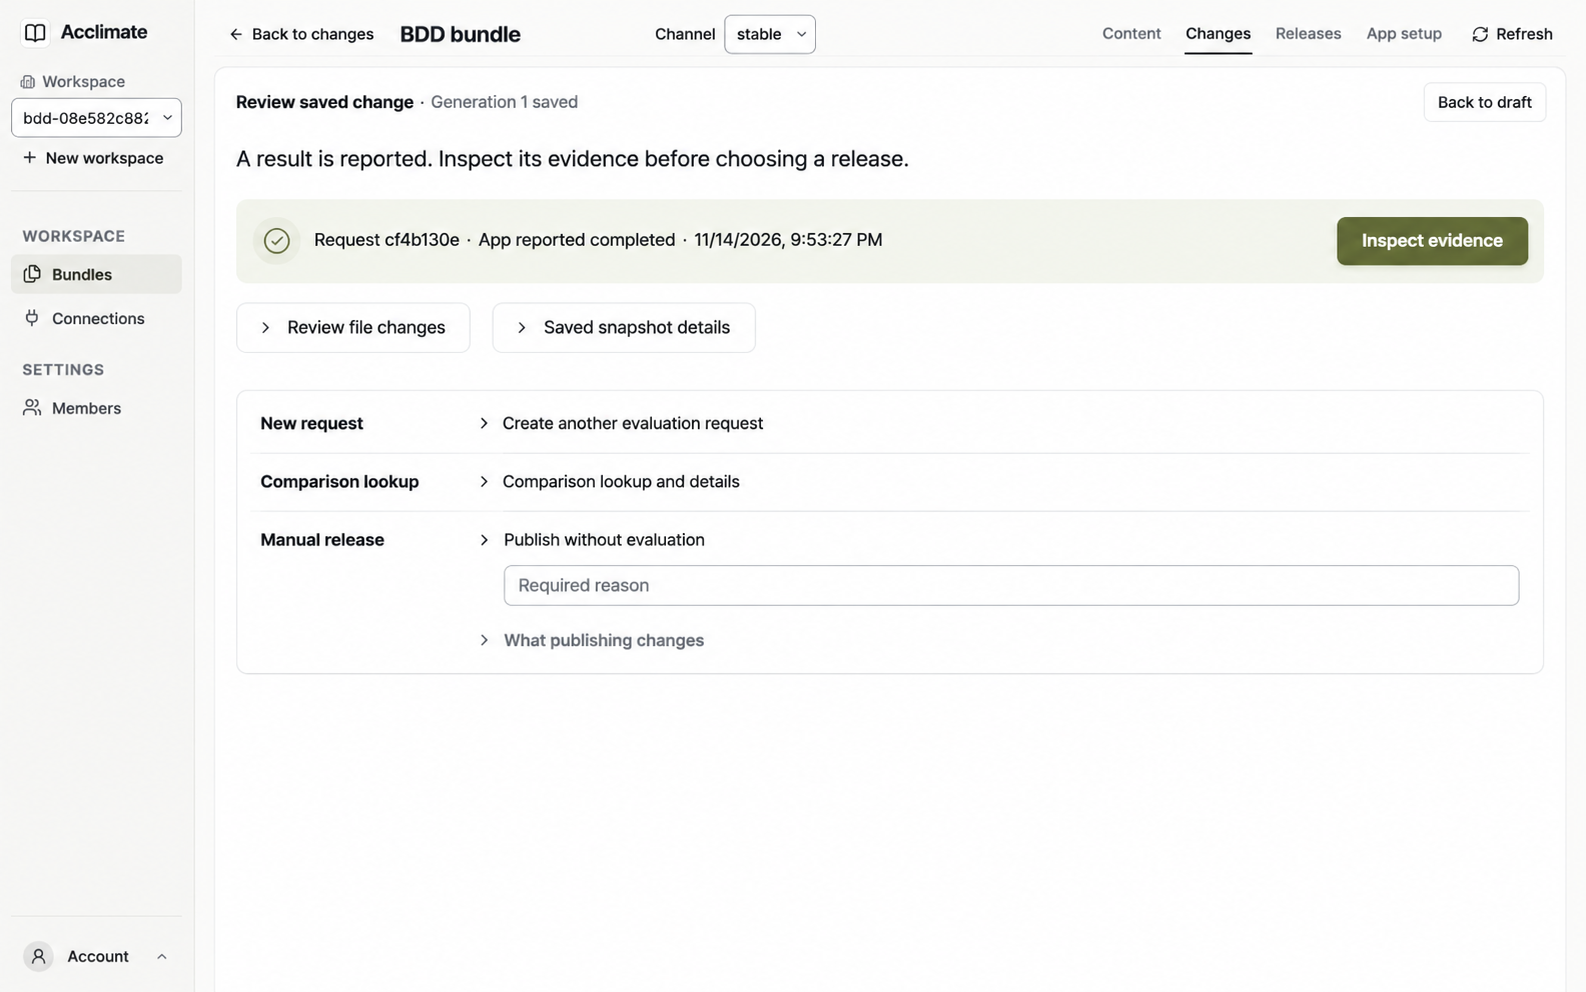 Acclimate
Workspace
bdd-08e582c882
New workspace
WORKSPACE
Bundles
Connections
SETTINGS
Members
Account
Back to changes
BDD bundle
Channel
stable
Content
Changes
Releases
App setup
Refresh
Review saved change · Generation 1 saved
Back to draft
A result is reported. Inspect its evidence before choosing a release.
Request cf4b130e · App reported completed · 11/14/2026, 9:53:27 PM
Inspect evidence
Review file changes
Saved snapshot details
New request
Create another evaluation request
Comparison lookup
Comparison lookup and details
Manual release
Publish without evaluation
Required reason
What publishing changes